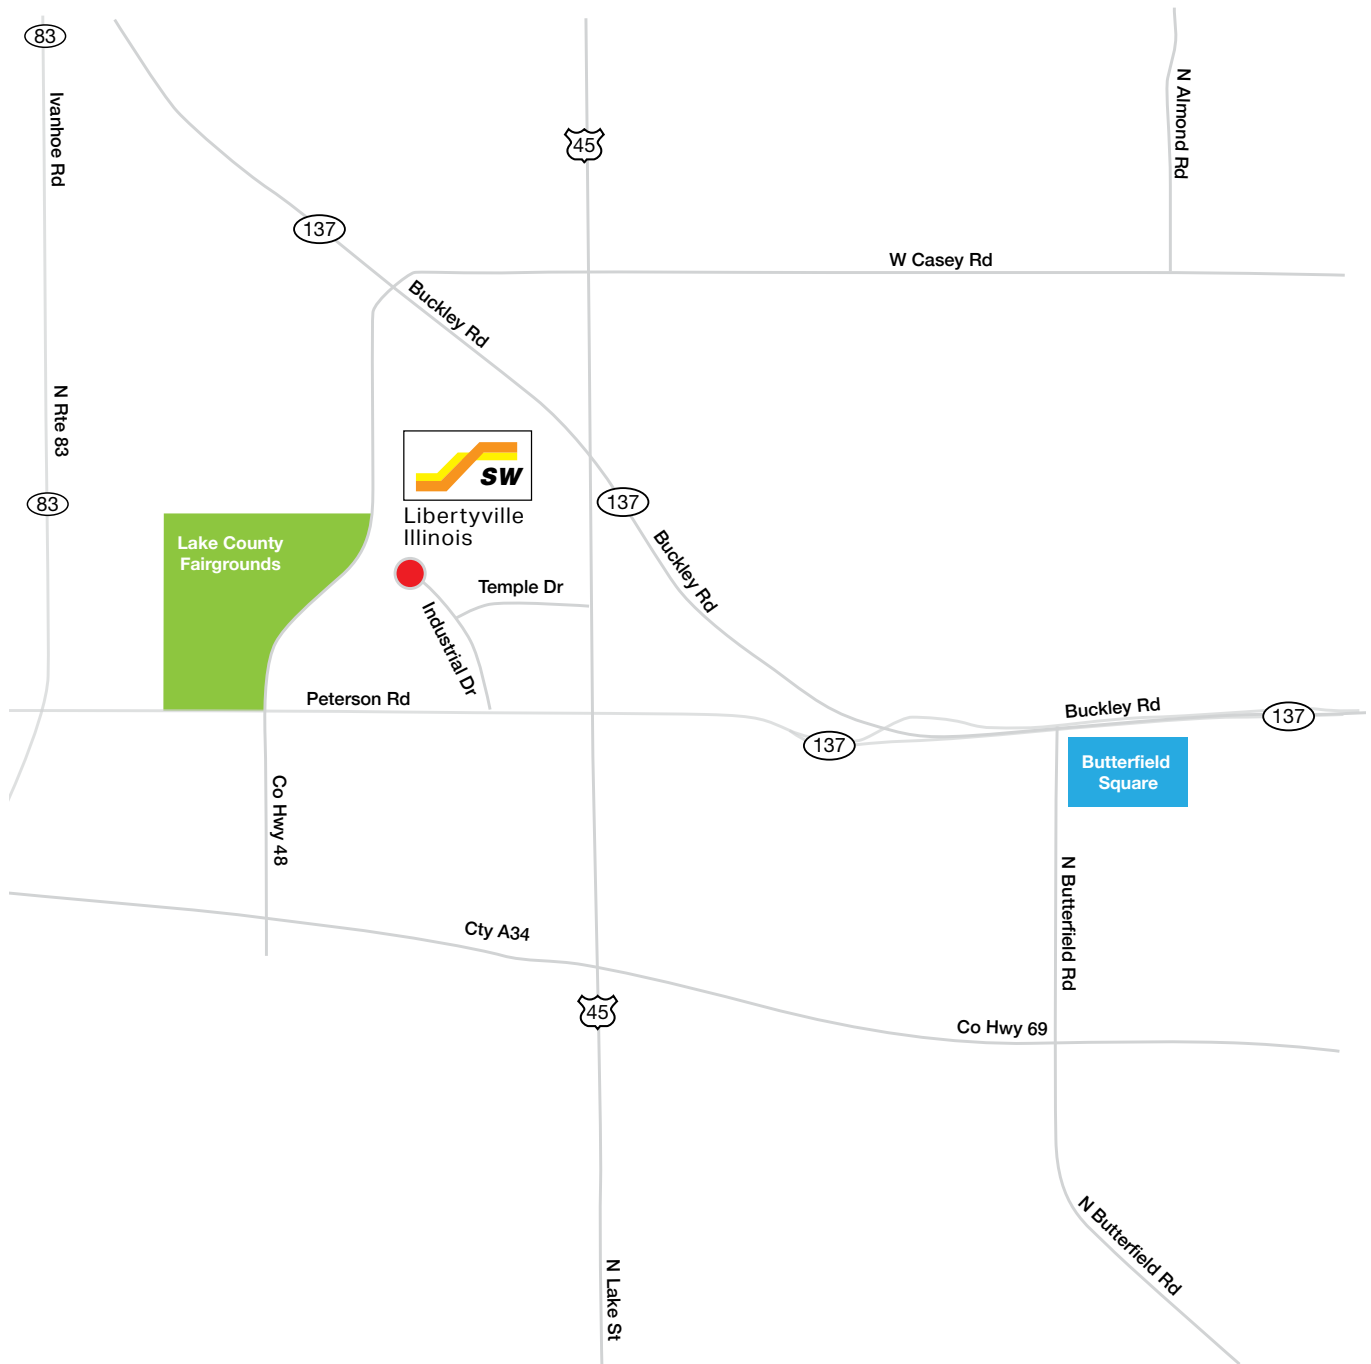 83
Ivanhoe Rd
45
N Almond Rd
137
W Casey Rd
Buckley Rd
N Rte 83
SW
83
137
Libertyville
Illinois
Lake County
Fairgrounds
Buckley Rd
Temple Dr
Industrial Dr
Peterson Rd
Buckley Rd
137
137
Butterfield
Square
Co Hwy 48
N Butterfield Rd
Cty A34
45
Co Hwy 69
N Butterfield Rd
N Lake St